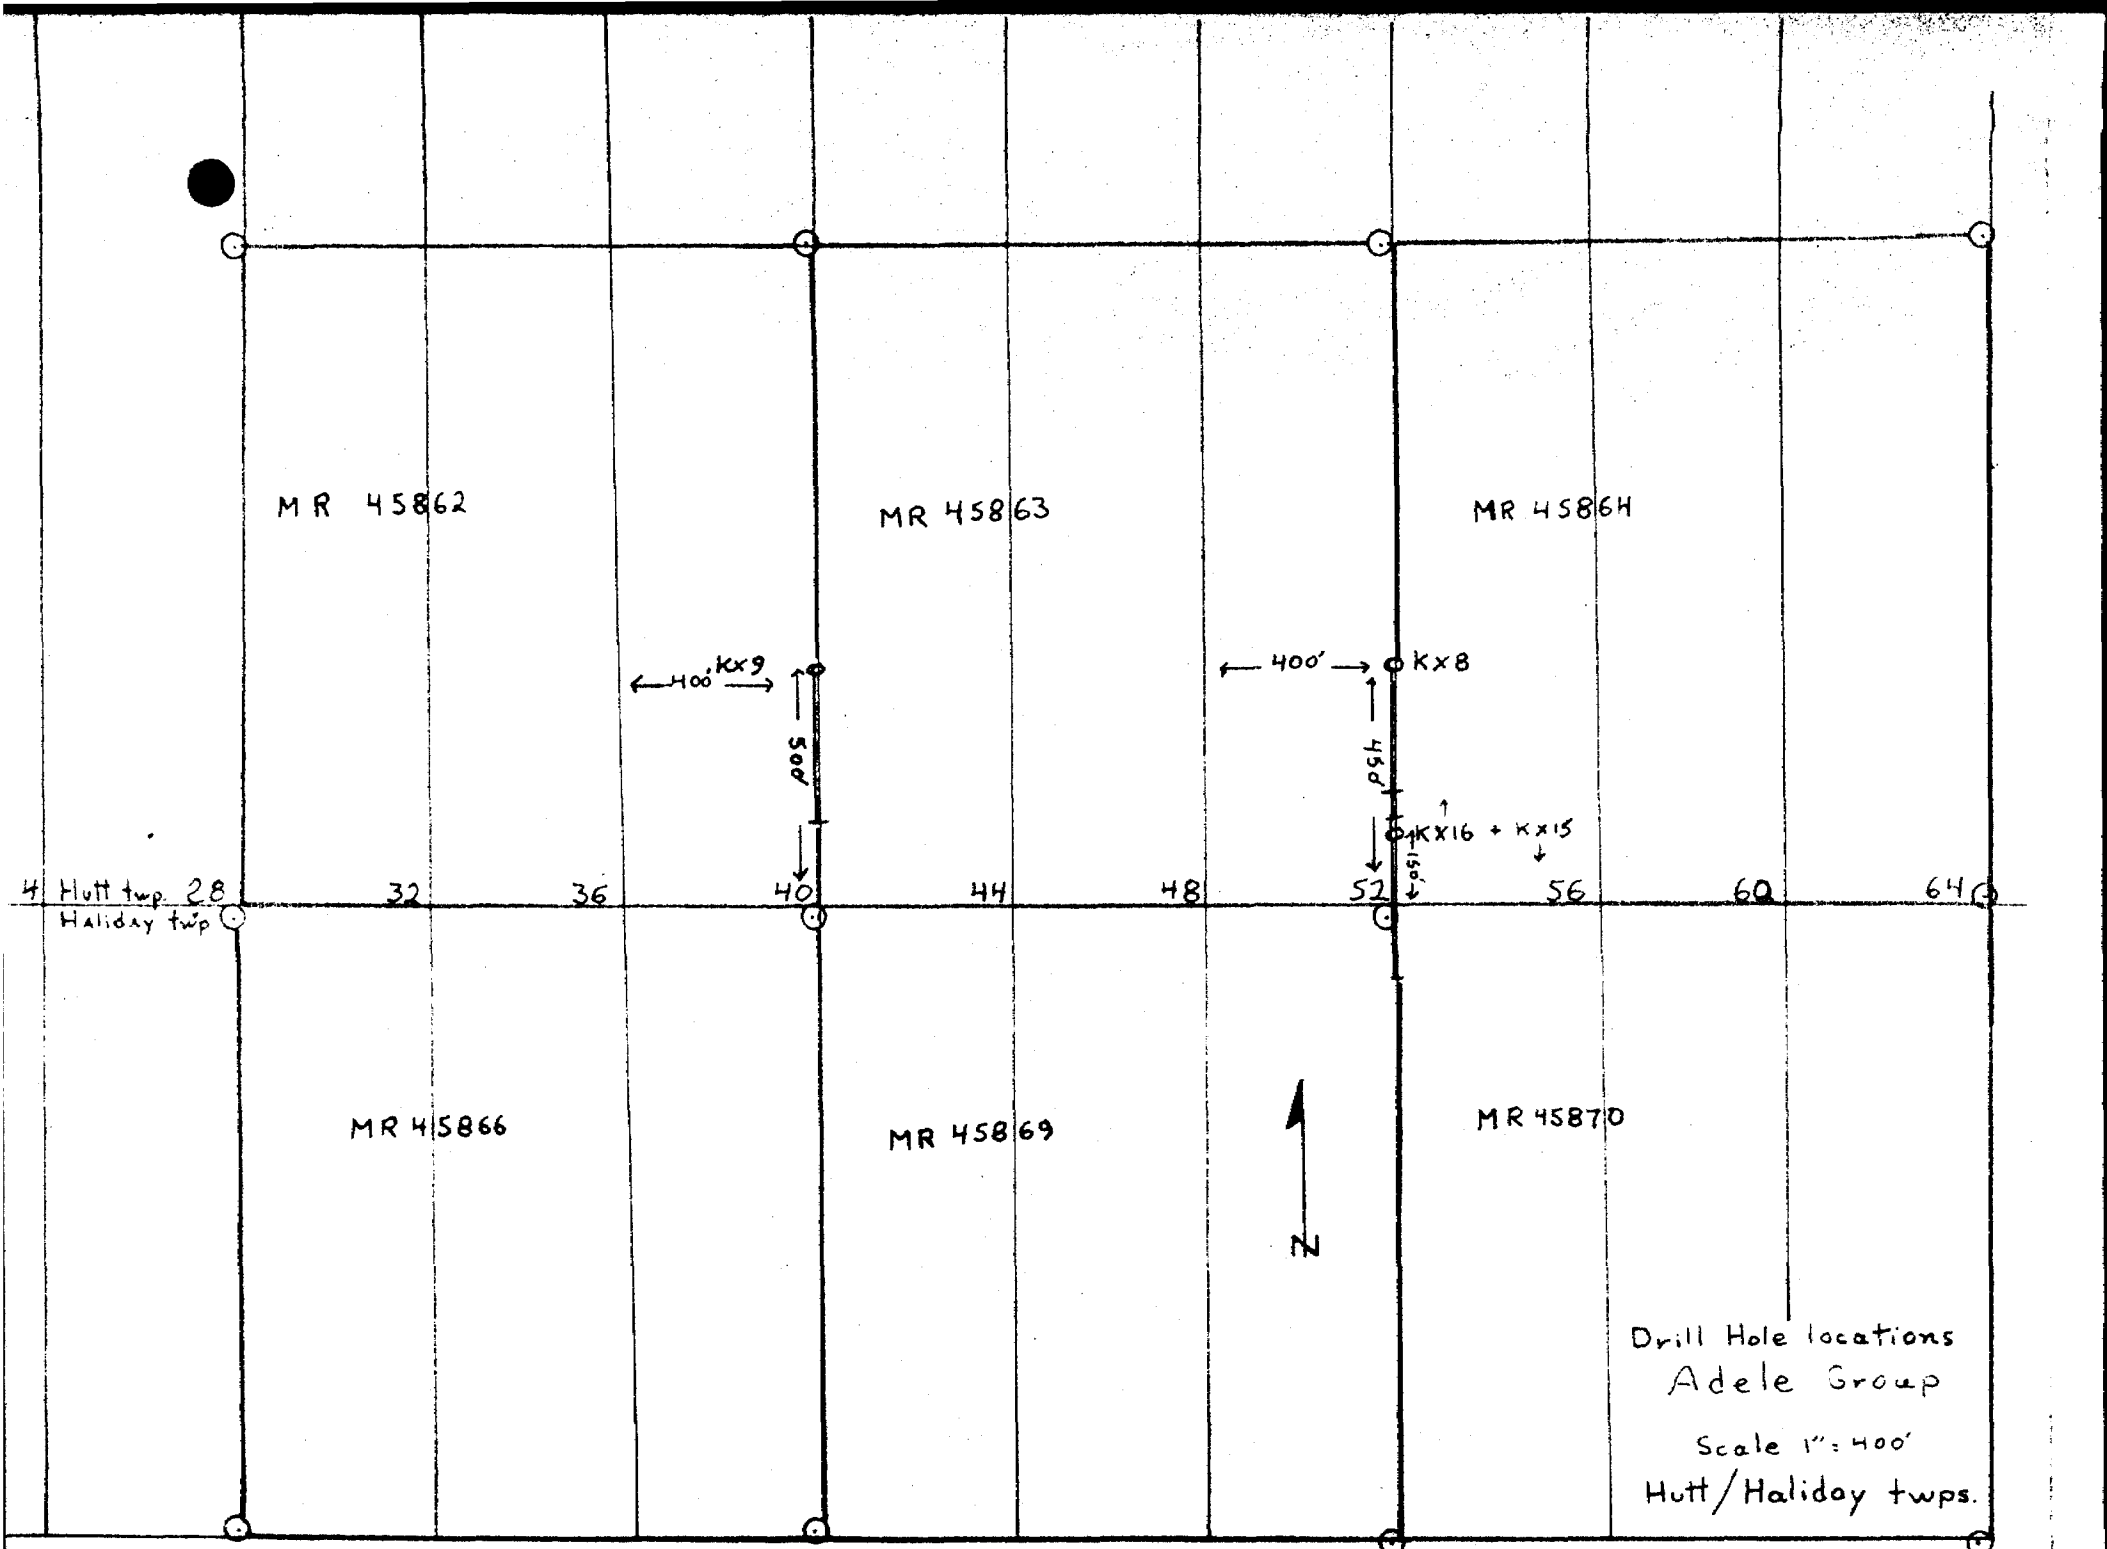 MR 45862
MR 45863
MR 45864
400' KX9
500'
400' KX8
450'
KX16 + KX15
150'
4 Hutt twp. 28 32 36 40 44 48 52 56 60 64
Haliday twp
MR 45866
MR 45869
MR 45870
N
Drill Hole locations
Adele Group
Scale 1" = 400'
Hutt/Haliday twps.